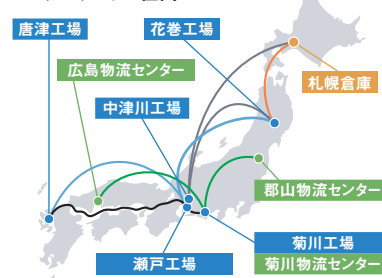 唐津工場
花巻工場
広島物流センター
札幌倉庫
中津川工場
郡山物流センター
瀬戸工場
菊川工場
菊川物流センター